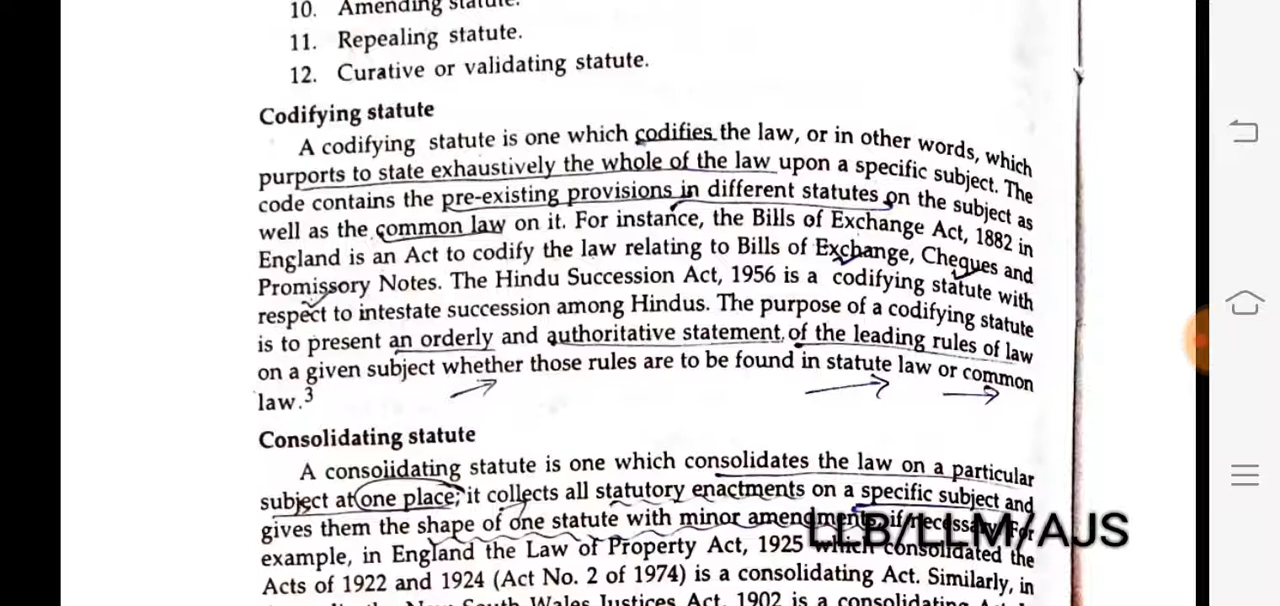 10. Amending statute.
11. Repealing statute.
12. Curative or validating statute.
Codifying statute
A codifying statute is one which codifies the law, or in other words, which
purports to state exhaustively the whole of the law upon a specific subject. The
code contains the pre-existing provisions in different statutes on the subject as
well as the common law on it. For instance, the Bills of Exchange Act, 1882 in
England is an Act to codify the law relating to Bills of Exchange, Cheques and
Promissory Notes. The Hindu Succession Act, 1956 is a codifying statute with
respect to intestate succession among Hindus. The purpose of a codifying statute
is to present an orderly and authoritative statement of the leading rules of law
on a given subject whether those rules are to be found in statute law or common
law.3
Consolidating statute
A consolidating statute is one which consolidates the law on a particular
subject at one place; it collects all statutory enactments on a specific subject and
gives them the shape of one statute with minor amendments, if necessary. For
LLB/LLM/AJS
example, in England the Law of Property Act, 1925 which consolidated the
Acts of 1922 and 1924 (Act No. 2 of 1974) is a consolidating Act. Similarly, in
South Wales Justices Act, 1902 is a consolidating